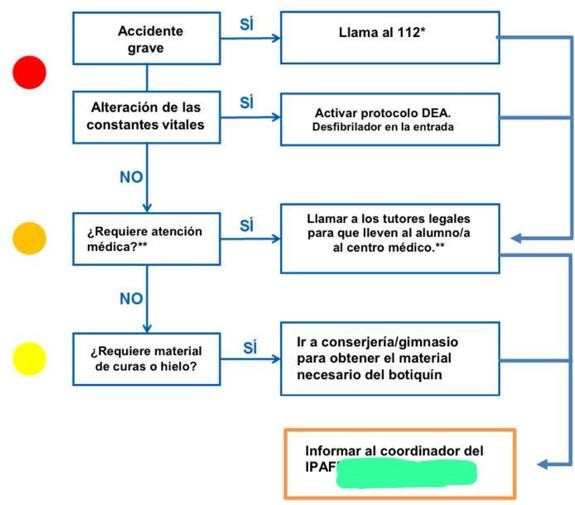 Accidente
grave
SÍ
Llama al 112*
Alteración de las
constantes vitales
SÍ
Activar protocolo DEA.
Desfibrilador en la entrada
NO
¿Requiere atención
médica?**
SÍ
Llamar a los tutores legales
para que lleven al alumno/a
al centro médico.**
NO
¿Requiere material
de curas o hielo?
SÍ
Ir a conserjería/gimnasio
para obtener el material
necesario del botiquín
Informar al coordinador del